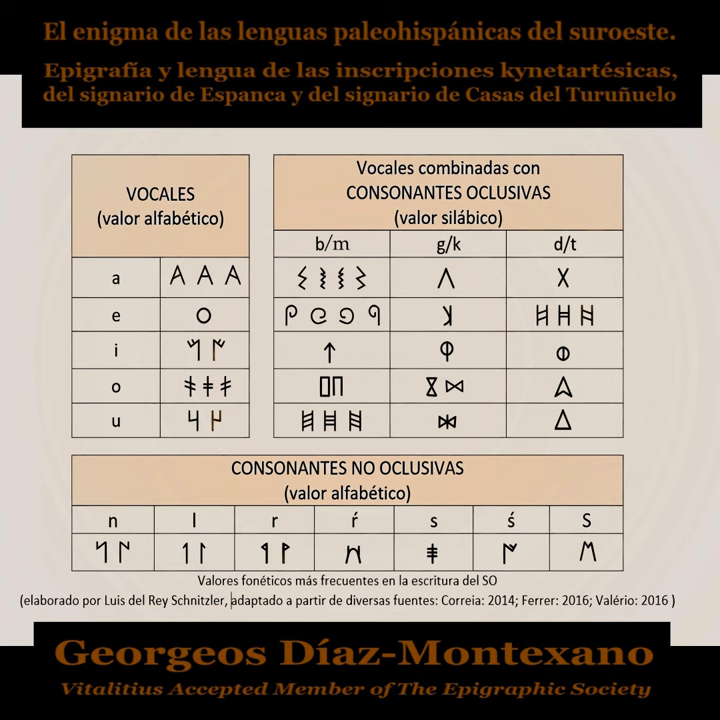 El enigma de las lenguas paleohispánicas del suroeste.
Epigrafía y lengua de las inscripciones kynetartésicas,
del signario de Espanca y del signario de Casas del Turuñuelo
VOCALES
(valor alfabético)
Vocales combinadas con
CONSONANTES OCLUSIVAS
(valor silábico)
b/m g/k d/t
a
e
i
o
u
CONSONANTES NO OCLUSIVAS
(valor alfabético)
n l r ŕ s ś S
Valores fonéticos más frecuentes en la escritura del SO
(elaborado por Luis del Rey Schnitzler, adaptado a partir de diversas fuentes: Correia: 2014; Ferrer: 2016; Valério: 2016 )
Georgeos Díaz-Montexano
Vitalitius Accepted Member of The Epigraphic Society